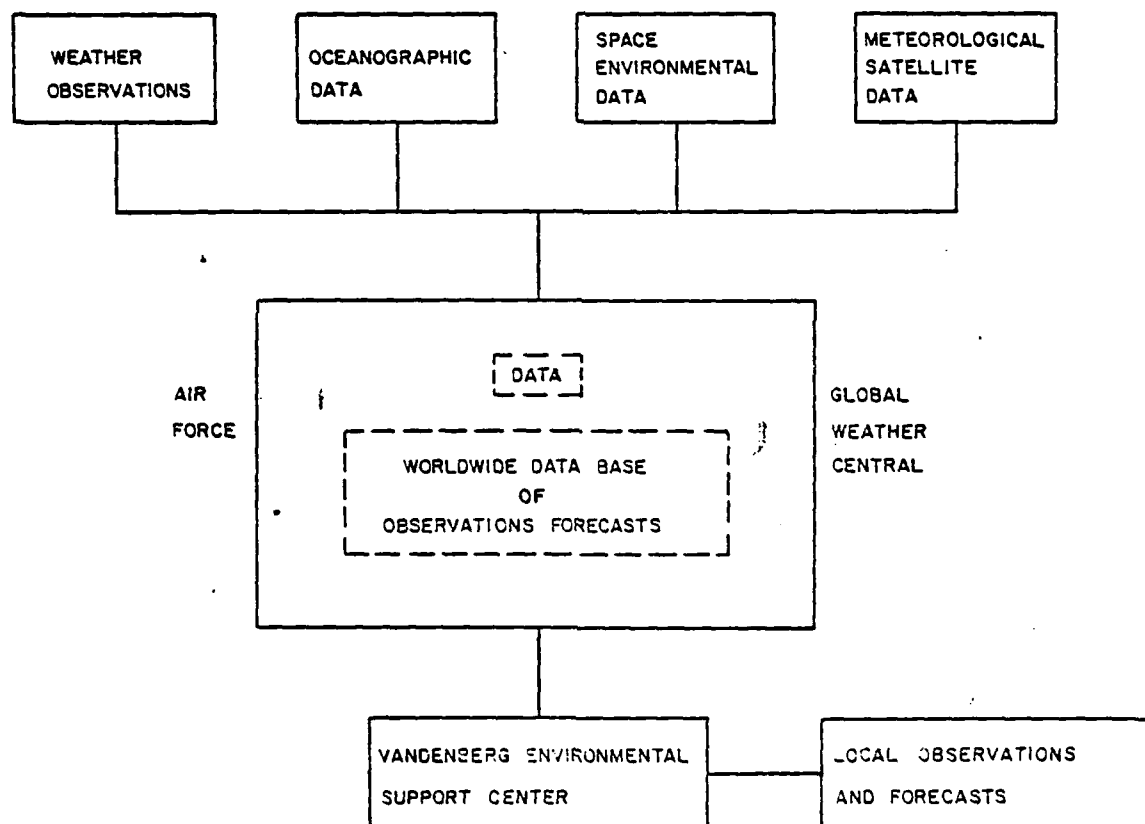 WEATHER
OBSERVATIONS
OCEANOGRAPHIC
DATA
SPACE
ENVIRONMENTAL
DATA
METEOROLOGICAL
SATELLITE
DATA
AIR
FORCE
DATA
WORLDWIDE DATA BASE
OF
OBSERVATIONS FORECASTS
GLOBAL
WEATHER
CENTRAL
VANDENBERG ENVIRONMENTAL
SUPPORT CENTER
LOCAL OBSERVATIONS
AND FORECASTS